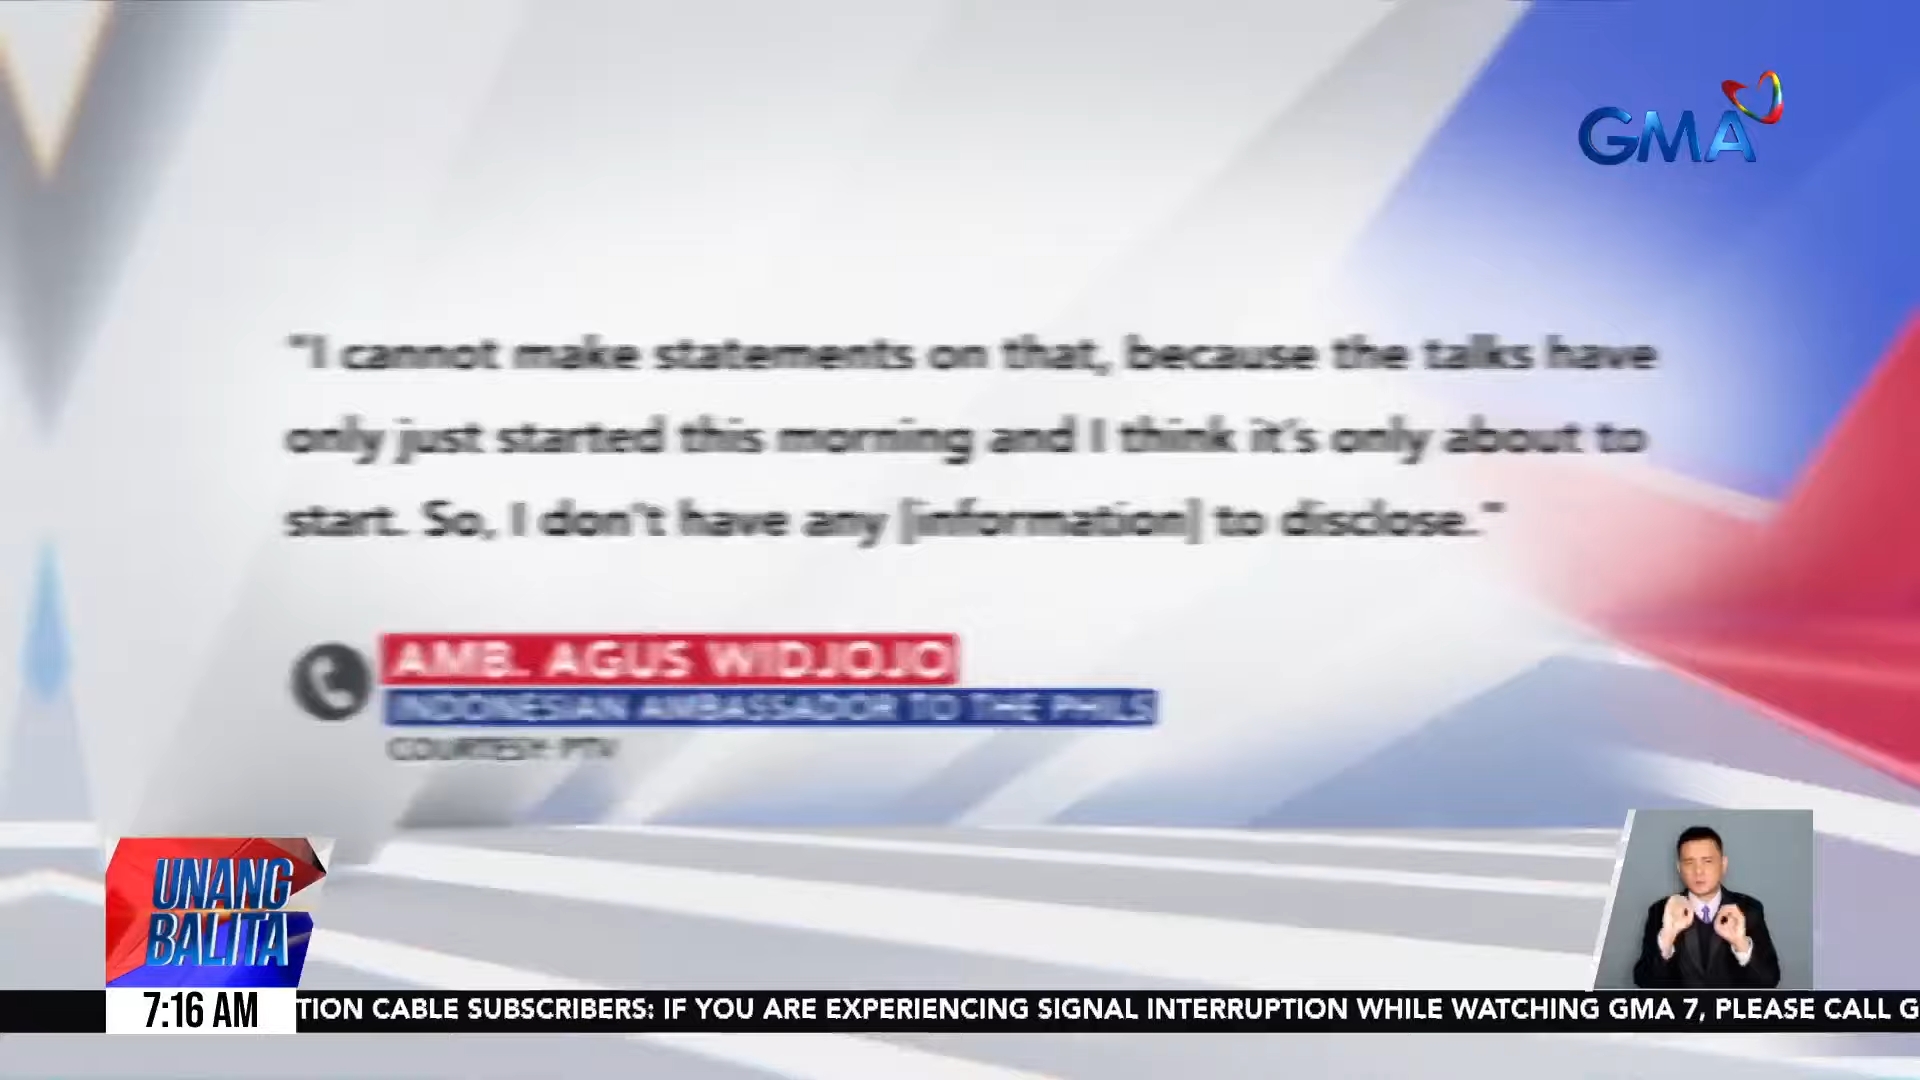 GMA
"I cannot make statements on that, because the talks have
only just started this morning and I think it's only about to
start. So, I don't have any [information] to disclose."
AMB. AGUS WIDJOJO
INDONESIAN AMBASSADOR TO THE PHILS
COURTESY: PTV
UNANG
BALITA
7:16 AM
TION CABLE SUBSCRIBERS: IF YOU ARE EXPERIENCING SIGNAL INTERRUPTION WHILE WATCHING GMA 7, PLEASE CALL G